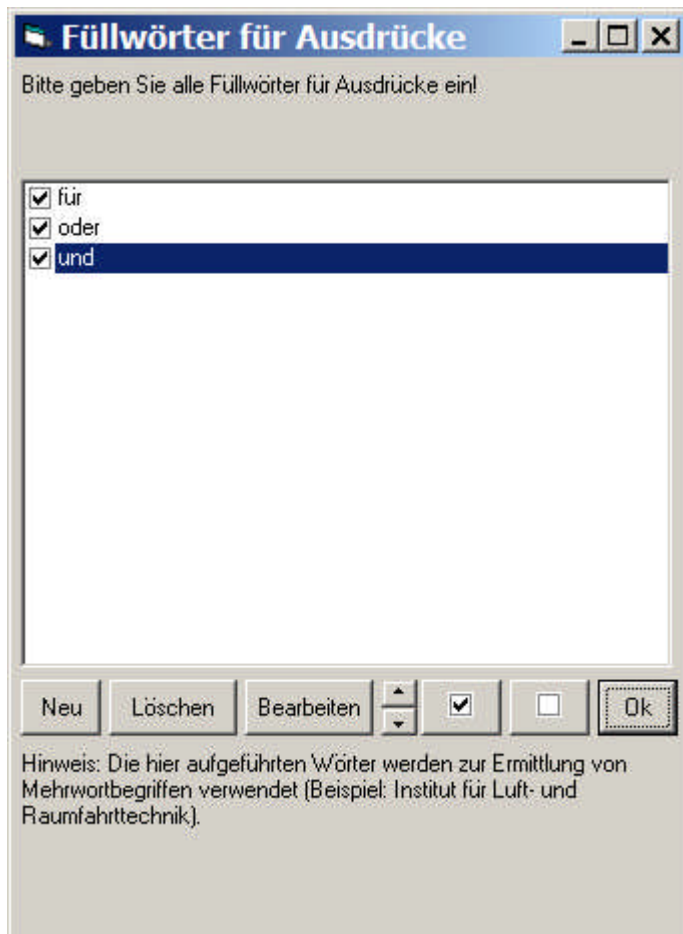 Füllwörter für Ausdrücke
Bitte geben Sie alle Füllwörter für Ausdrücke ein!
für
oder
und
Neu Löschen Bearbeiten Ok
Hinweis: Die hier aufgeführten Wörter werden zur Ermittlung von
Mehrwortbegriffen verwendet (Beispiel: Institut für Luft- und
Raumfahrttechnik).